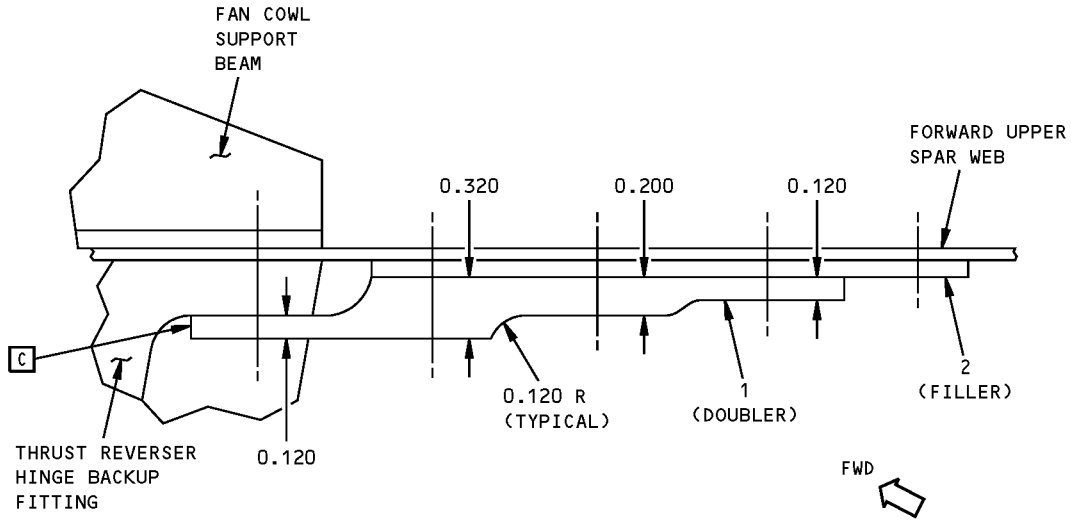 FAN COWL
SUPPORT
BEAM
FORWARD UPPER
SPAR WEB
0.320
0.200
0.120
C
0.120 R
(TYPICAL)
1
(DOUBLER)
2
(FILLER)
THRUST REVERSER
HINGE BACKUP
FITTING
0.120
FWD